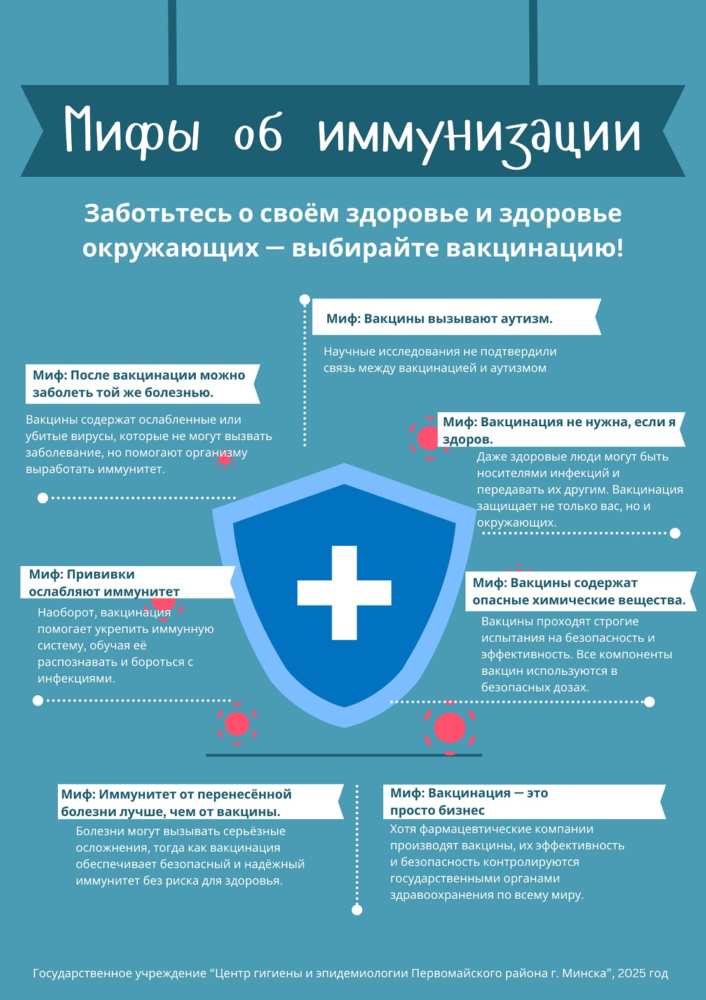 Мифы об иммунизации
Заботьтесь о своём здоровье и здоровье
окружающих — выбирайте вакцинацию!
Миф: Вакцины вызывают аутизм.
Научные исследования не подтвердили
связь между вакцинацией и аутизмом
Миф: После вакцинации можно
заболеть той же болезнью.
Вакцины содержат ослабленные или
убитые вирусы, которые не могут вызвать
заболевание, но помогают организму
выработать иммунитет.
Миф: Вакцинация не нужна, если я
здоров.
Даже здоровые люди могут быть
носителями инфекций и
передавать их другим. Вакцинация
защищает не только вас, но и
окружающих.
Миф: Прививки
ослабляют иммунитет
Наоборот, вакцинация
помогает укрепить иммунную
систему, обучая её
распознавать и бороться с
инфекциями.
Миф: Вакцины содержат
опасные химические вещества.
Вакцины проходят строгие
испытания на безопасность и
эффективность. Все компоненты
вакцин используются в
безопасных дозах.
Миф: Иммунитет от перенесённой
болезни лучше, чем от вакцины.
Болезни могут вызывать серьёзные
осложнения, тогда как вакцинация
обеспечивает безопасный и надёжный
иммунитет без риска для здоровья.
Миф: Вакцинация — это
просто бизнес
Хотя фармацевтические компании
производят вакцины, их эффективность
и безопасность контролируются
государственными органами
здравоохранения по всему миру.
Государственное учреждение “Центр гигиены и эпидемиологии Первомайского района г. Минска”, 2025 год